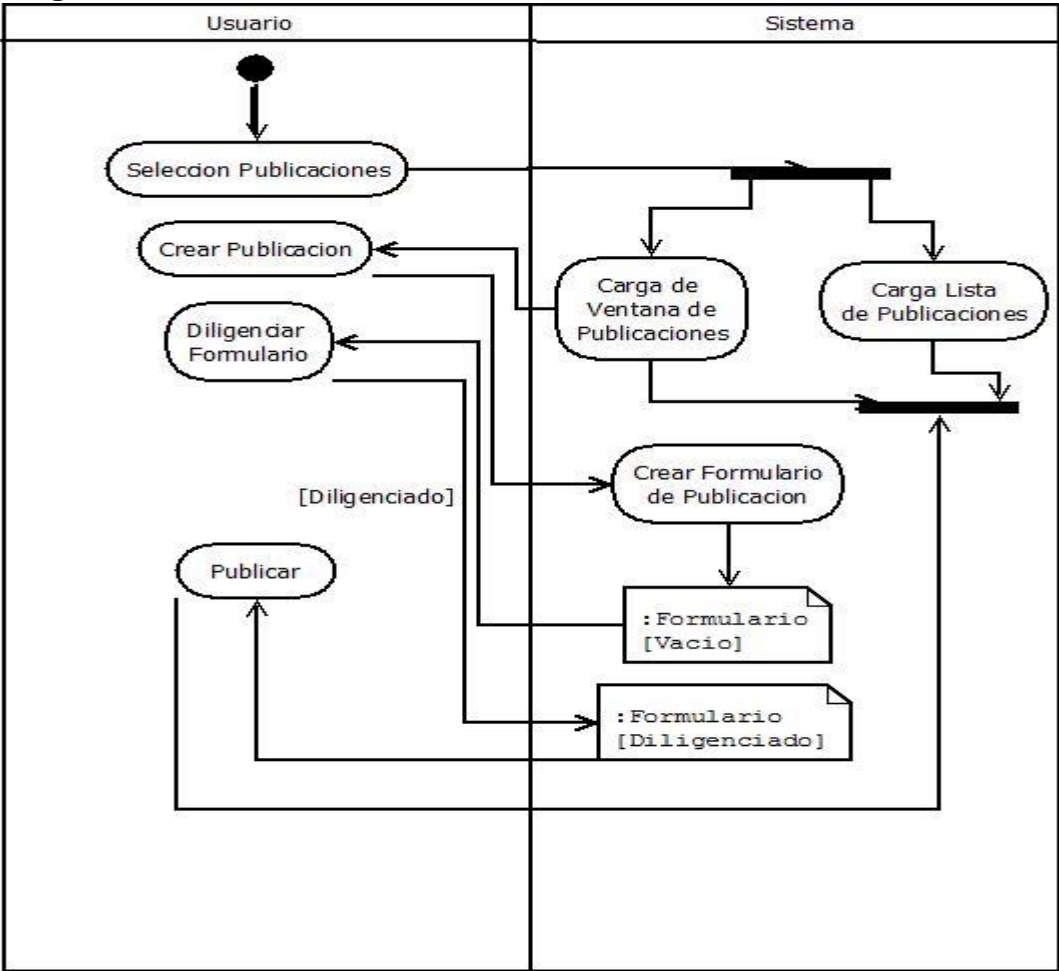 Usuario
Sistema
Seleccion Publicaciones
Crear Publicacion
Carga de
Ventana de
Publicaciones
Carga Lista
de Publicaciones
Diligenciar
Formulario
Crear Formulario
de Publicacion
[Diligenciado]
Publicar
:Formulario
[Vacio]
:Formulario
[Diligenciado]